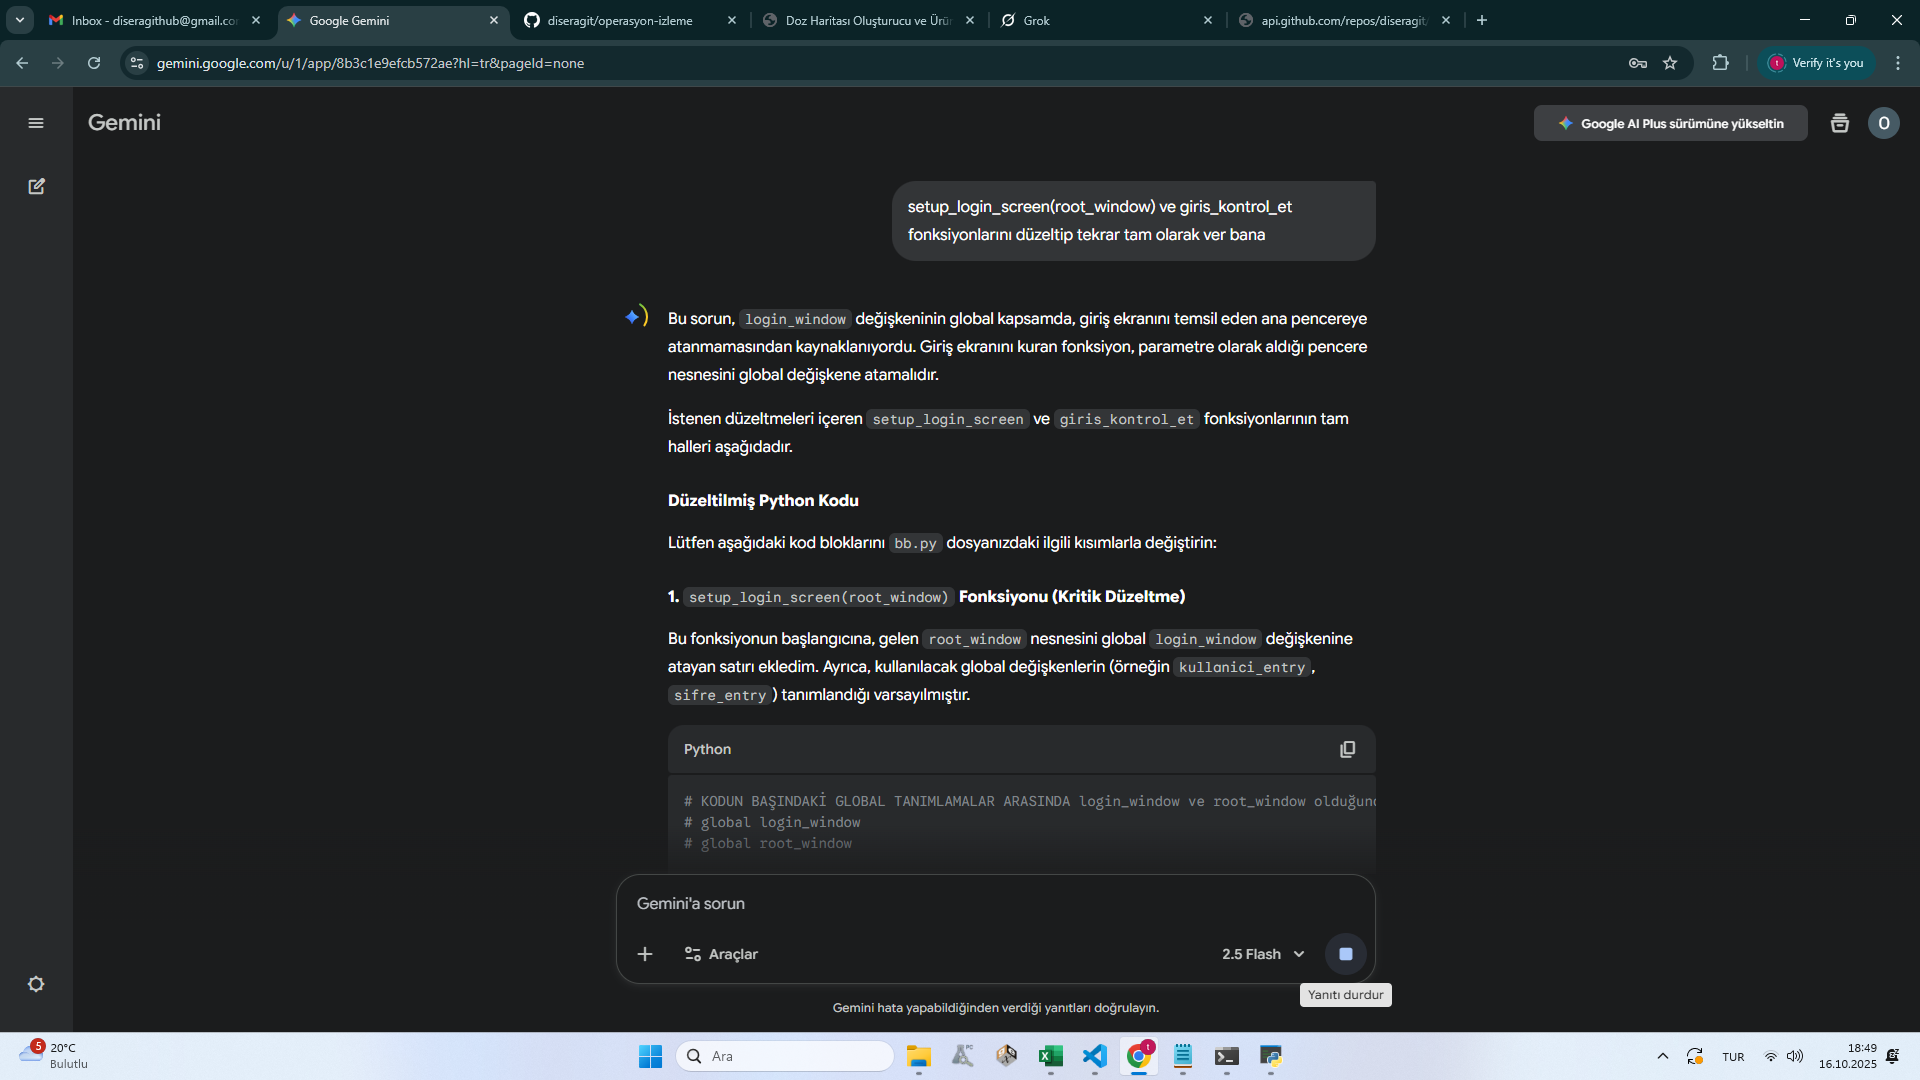 Inbox - diseragithub@gmail.co
Google Gemini
diseragit/operasyon-izleme
Doz Haritası Oluşturucu ve Ürün
Grok
api.github.com/repos/diseragit/
gemini.google.com/u/1/app/8b3c1e9efcb572ae?hl=tr&pageId=none
t
Verify it's you
Gemini
Google AI Plus sürümüne yükseltin
O
setup_login_screen(root_window) ve giris_kontrol_et
fonksiyonlarını düzeltip tekrar tam olarak ver bana
Bu sorun, login_window değişkeninin global kapsamda, giriş ekranını temsil eden ana pencereye
atanmamasından kaynaklanıyordu. Giriş ekranını kuran fonksiyon, parametre olarak aldığı pencere
nesnesini global değişkene atamalıdır.
İstenen düzeltmeleri içeren setup_login_screen ve giris_kontrol_et fonksiyonlarının tam
halleri aşağıdadır.
Düzeltilmiş Python Kodu
Lütfen aşağıdaki kod bloklarını bb.py dosyanızdaki ilgili kısımlarla değiştirin:
1. setup_login_screen(root_window) Fonksiyonu (Kritik Düzeltme)
Bu fonksiyonun başlangıcına, gelen root_window nesnesini global login_window değişkenine
atayan satırı ekledim. Ayrıca, kullanılacak global değişkenlerin (örneğin kullanici_entry,
sifre_entry) tanımlandığı varsayılmıştır.
Python
# KODUN BAŞINDAKİ GLOBAL TANIMLAMALAR ARASINDA login_window ve root_window olduğund
# global login_window
# global root_window
Gemini'a sorun
Araçlar
2.5 Flash
Yanıtı durdur
Gemini hata yapabildiğinden verdiği yanıtları doğrulayın.
5
20°C
Bulutlu
Ara
t
TUR
18:49
16.10.2025